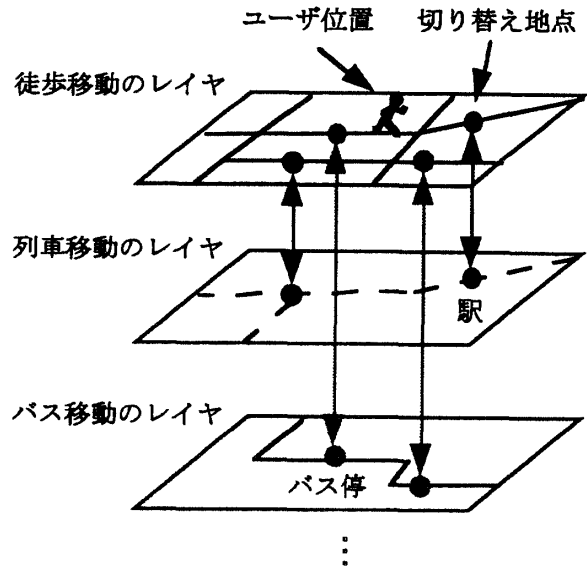 ユーザ位置 切り替え地点
徒歩移動のレイヤ
列車移動のレイヤ
駅
バス移動のレイヤ
バス停